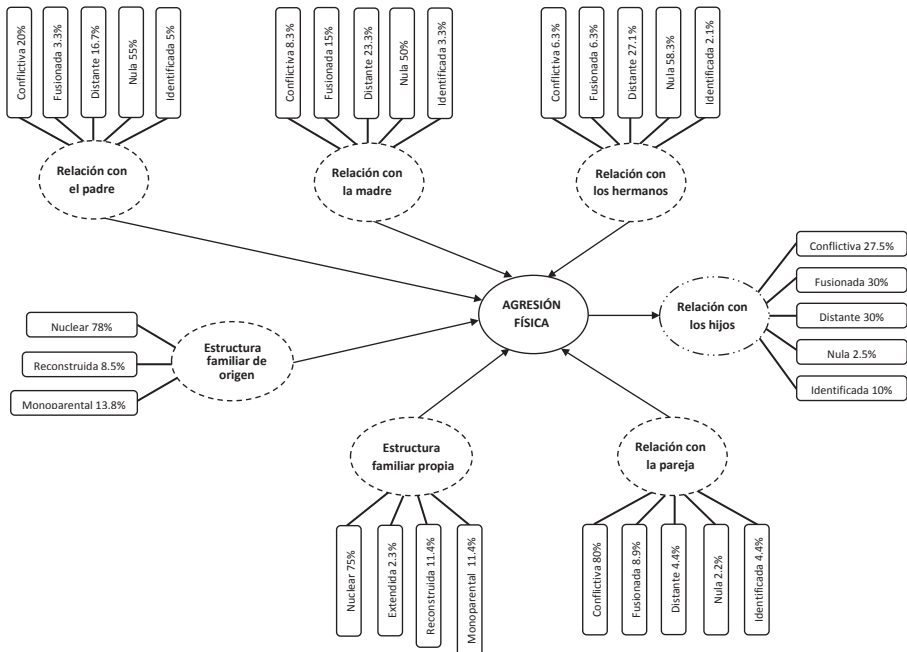 Conflictiva 20%
Fusionada 3.3%
Distante 16.7%
Nula 55%
Identificada 5%
Conflictiva 8.3%
Fusionada 15%
Distante 23.3%
Nula 50%
Identificada 3.3%
Conflictiva 6.3%
Fusionada 6.3%
Distante 27.1%
Nula 58.3%
Identificada 2.1%
Relación con
el padre
Relación con
la madre
Relación con
los hermanos
Nuclear 78%
Reconstruida 8.5%
Monoparental 13.8%
Estructura
familiar de
origen
AGRESIÓN
FÍSICA
Relación con
los hijos
Conflictiva 27.5%
Fusionada 30%
Distante 30%
Nula 2.5%
Identificada 10%
Estructura
familiar propia
Relación con
la pareja
Nuclear 75%
Extendida 2.3%
Reconstruida 11.4%
Monoparental 11.4%
Conflictiva 80%
Fusionada 8.9%
Distante 4.4%
Nula 2.2%
Identificada 4.4%